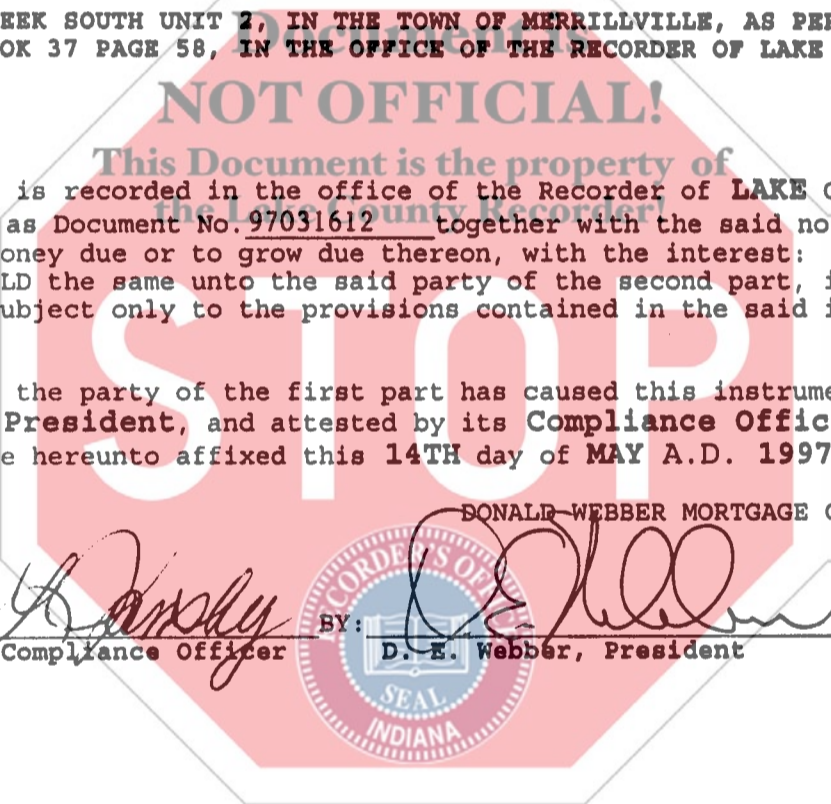 EEK SOUTH UNIT 2, IN THE TOWN OF MERRILLVILLE, AS PE
OK 37 PAGE 58, IN THE OFFICE OF THE RECORDER OF LAKE
Document is
NOT OFFICIAL!
This Document is the property of
the Lake County Recorder!
is recorded in the office of the Recorder of LAKE C
as Document No. 97031612 together with the said no
oney due or to grow due thereon, with the interest:
LD the same unto the said party of the second part, i
ubject only to the provisions contained in the said i
STOP
the party of the first part has caused this instrume
President, and attested by its Compliance Offic
e hereunto affixed this 14TH day of MAY A.D. 1997
DONALD WEBBER MORTGAGE C
BY:
Compliance Officer D. E. Webber, President
RECORDER'S OFFICE
SEAL
INDIANA